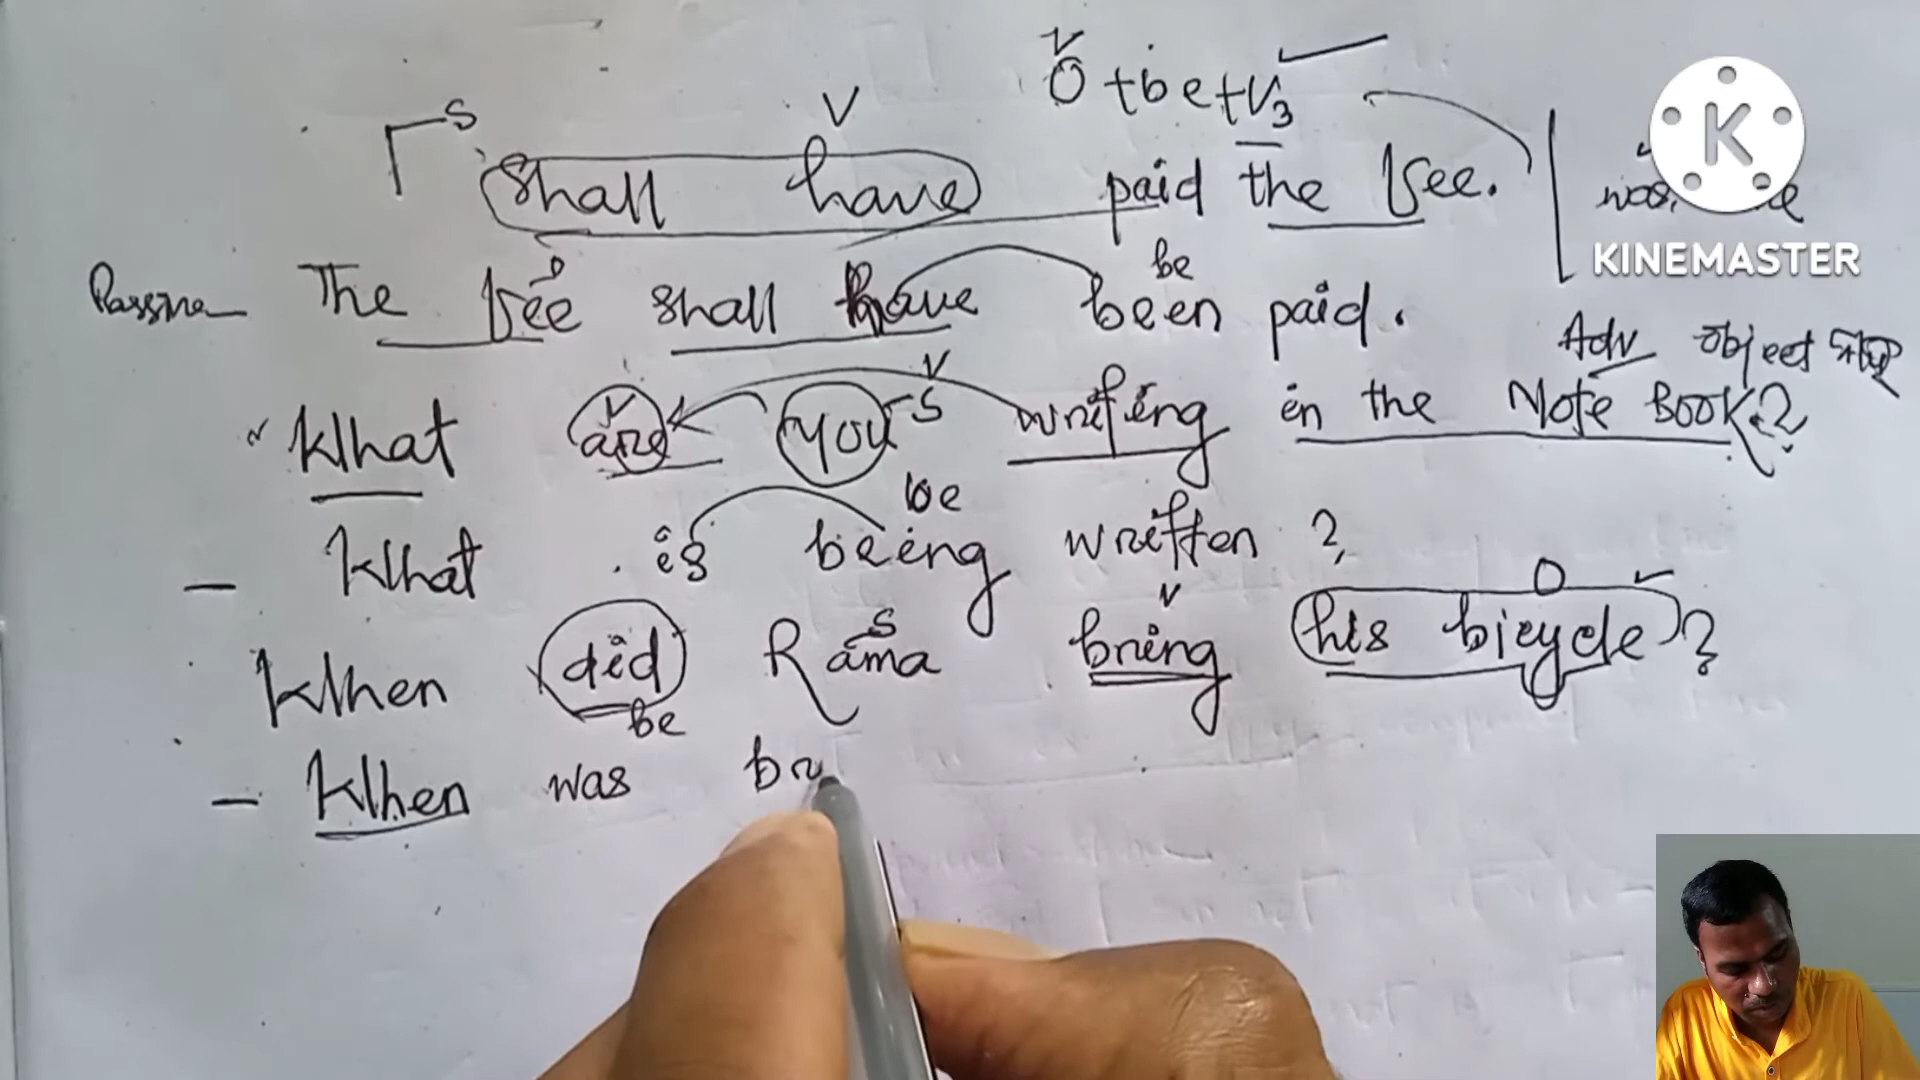 O + be + V3
I S shall have V paid the fee.
Passive The fee O shall have been be paid.
Adv Object
What are V you S writing V in the Note Book?
be
- What is being written?
When did Rama S bring V his bicycle O?
be
- When was br
K
KINEMASTER